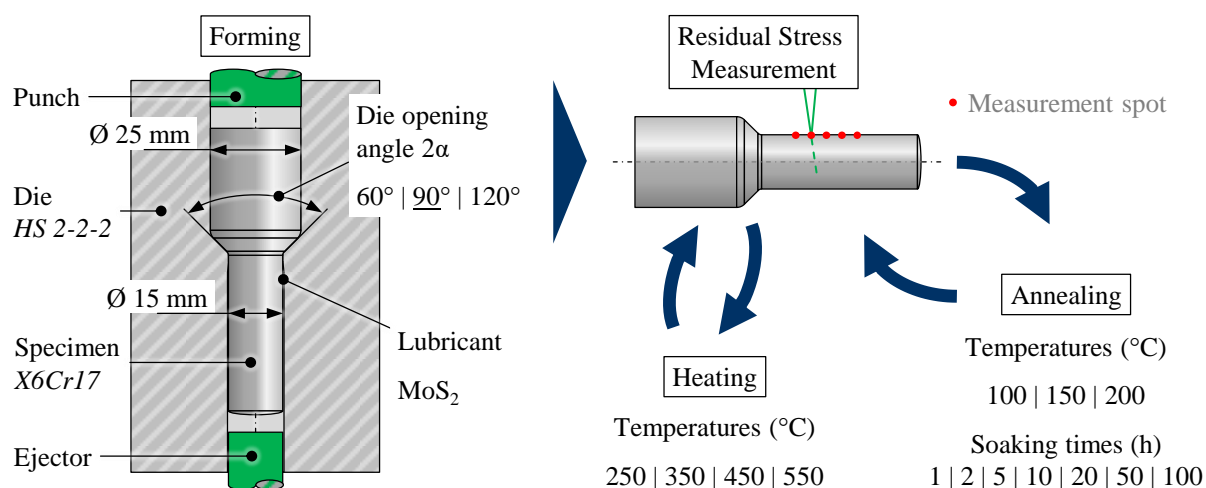 Forming
Punch
Ø 25 mm
Die opening
angle 2α
60° | 90° | 120°
Die
HS 2-2-2
Ø 15 mm
Specimen
X6Cr17
Lubricant
MoS₂
Ejector
Residual Stress
Measurement
Measurement spot
Heating
Temperatures (°C)
250 | 350 | 450 | 550
Annealing
Temperatures (°C)
100 | 150 | 200
Soaking times (h)
1 | 2 | 5 | 10 | 20 | 50 | 100